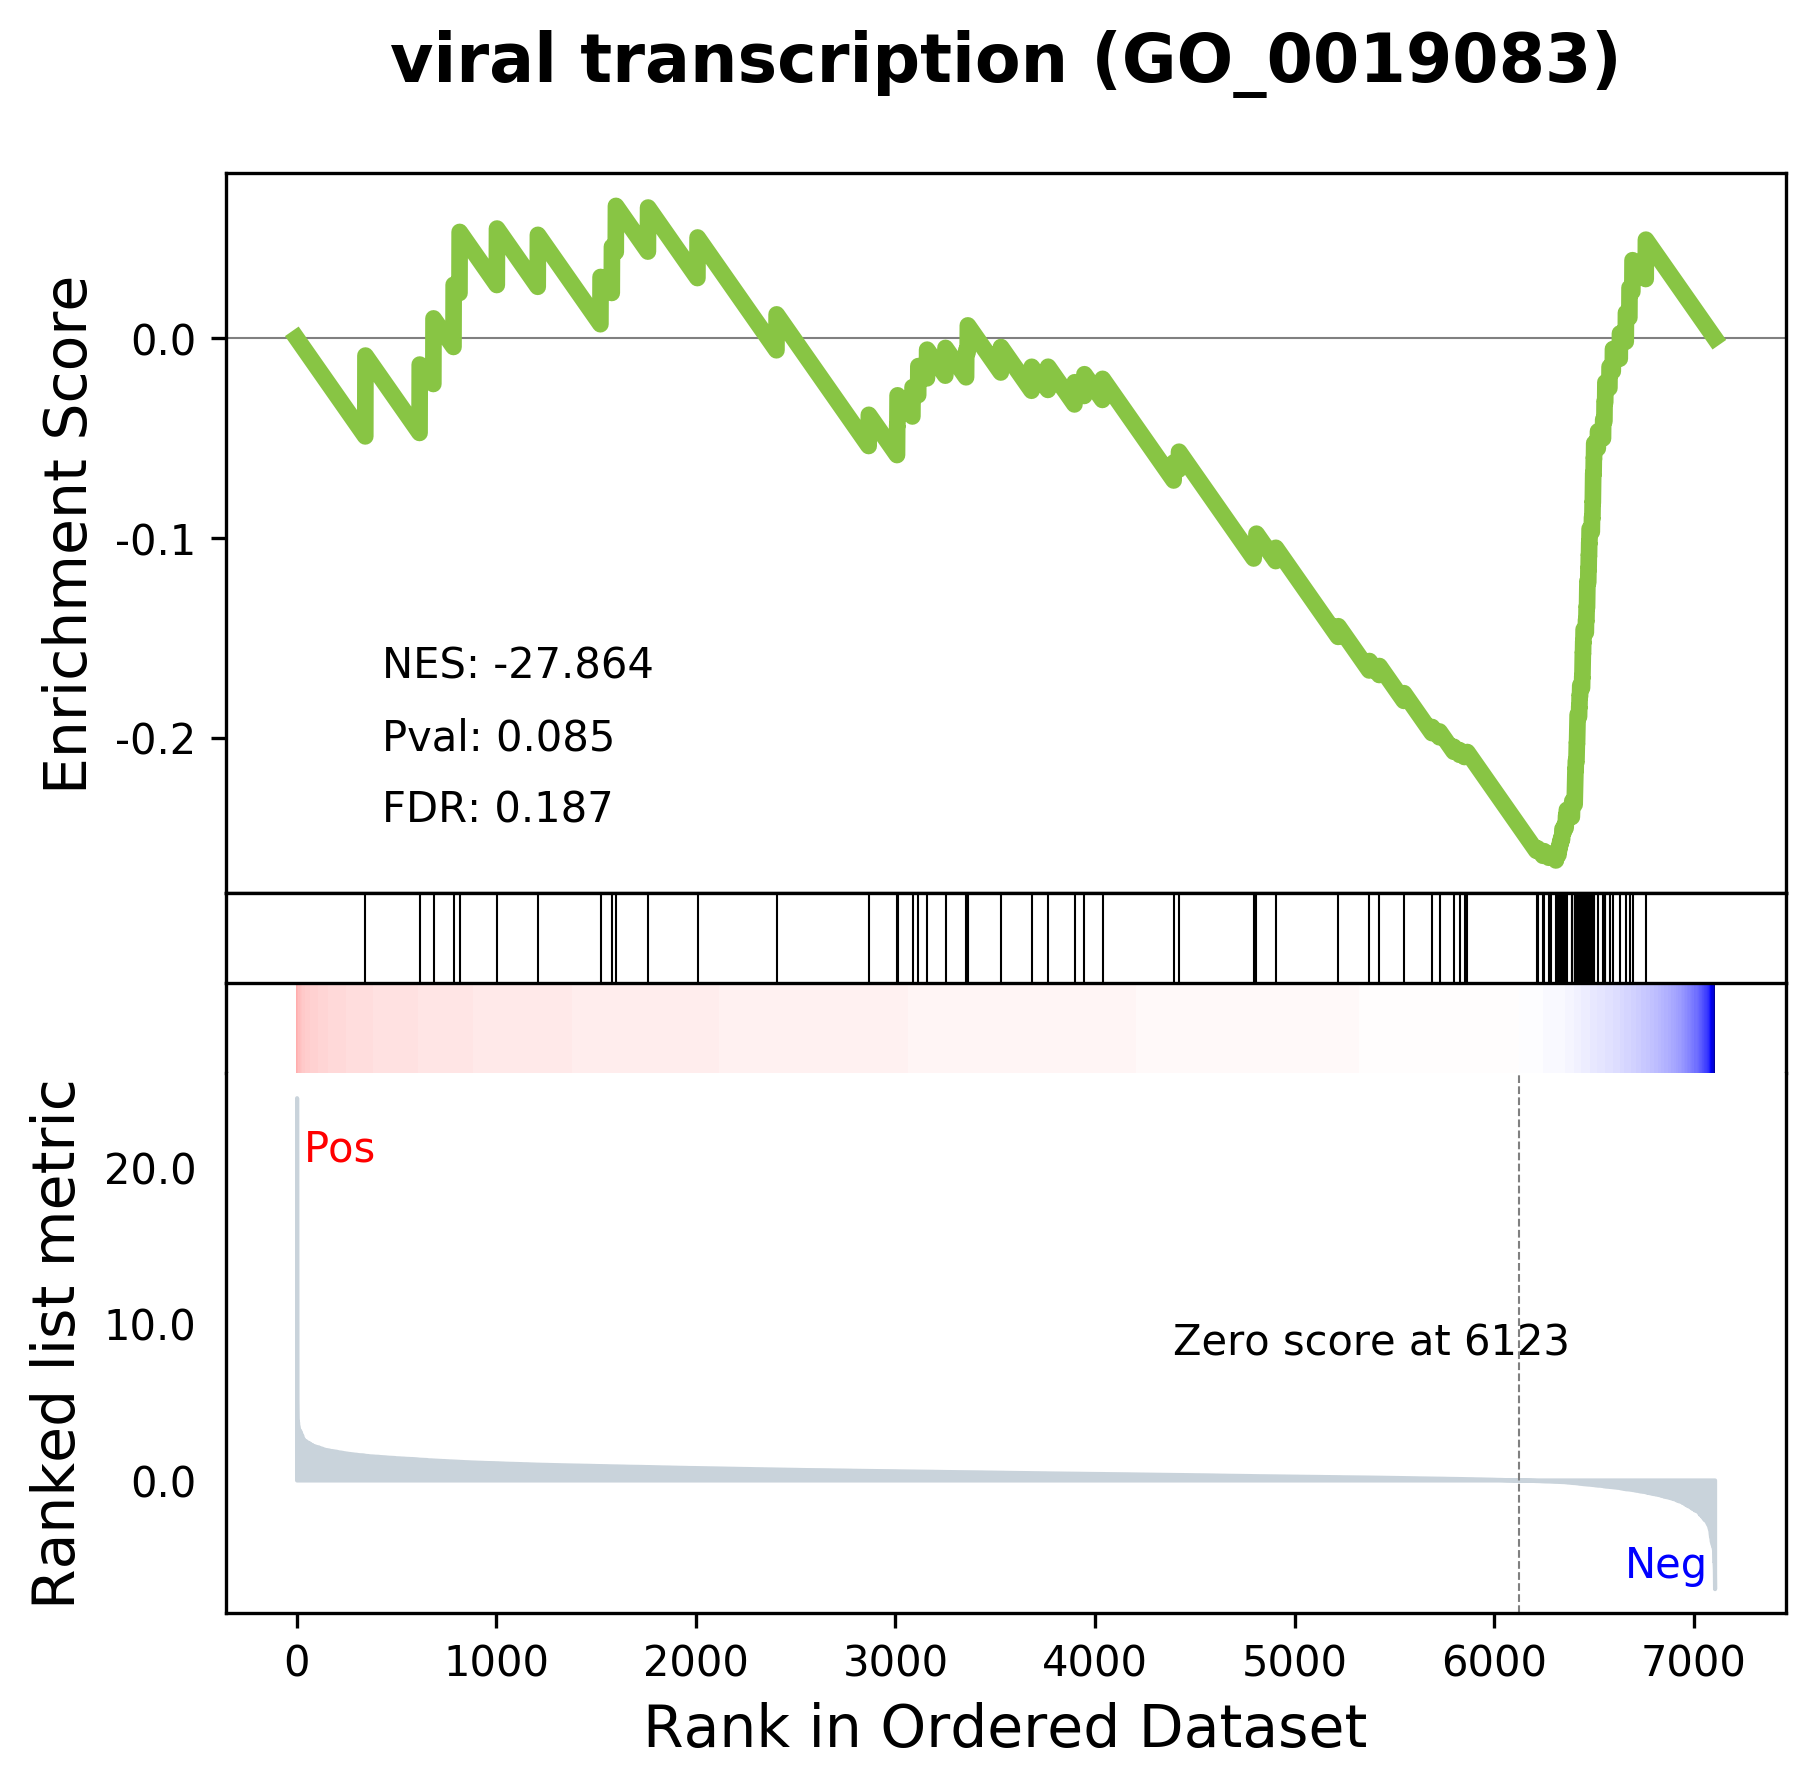 viral transcription (GO_0019083)
Enrichment Score
0.0
-0.1
-0.2
NES: -27.864
Pval: 0.085
FDR: 0.187
Ranked list metric
20.0
10.0
0.0
Pos
Zero score at 6123
Neg
0 1000 2000 3000 4000 5000 6000 7000
Rank in Ordered Dataset